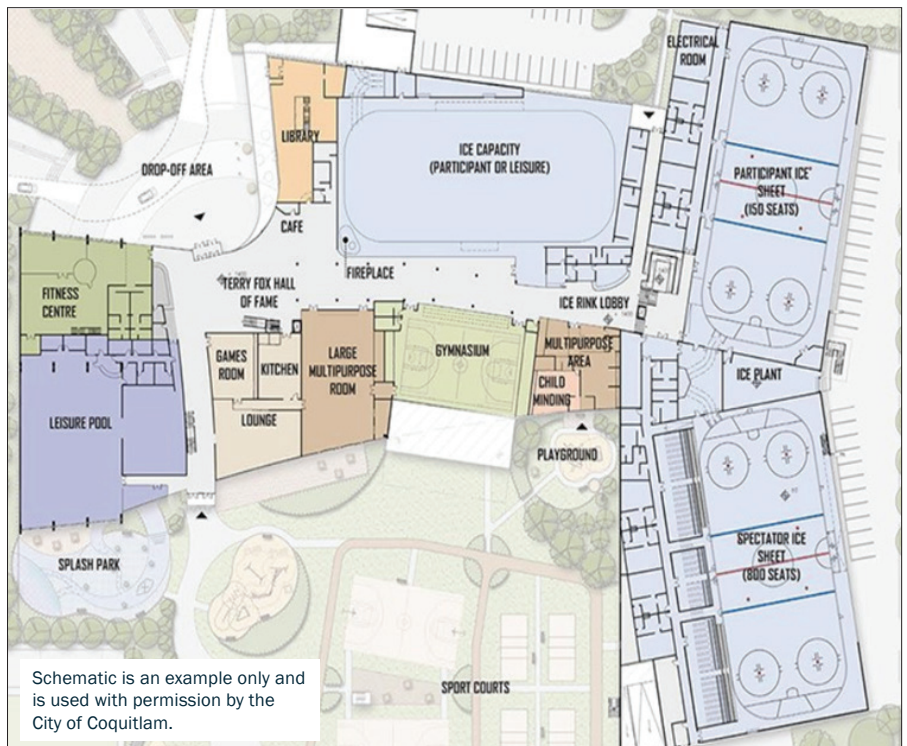 ELECTRICAL
ROOM
LIBRARY
ICE CAPACITY
(PARTICIPANT OR LEISURE)
DROP-OFF AREA
PARTICIPANT ICE
SHEET
(150 SEATS)
CAFE
FIREPLACE
TERRY FOX HALL
OF FAME
FITNESS
CENTRE
ICE RINK LOBBY
GAMES
ROOM
KITCHEN
LARGE
MULTIPURPOSE
ROOM
GYMNASIUM
MULTIPURPOSE
AREA
CHILD
MINDING
ICE PLANT
LEISURE POOL
LOUNGE
PLAYGROUND
SPLASH PARK
SPECTATOR ICE
SHEET
(800 SEATS)
SPORT COURTS
Schematic is an example only and
is used with permission by the
City of Coquitlam.